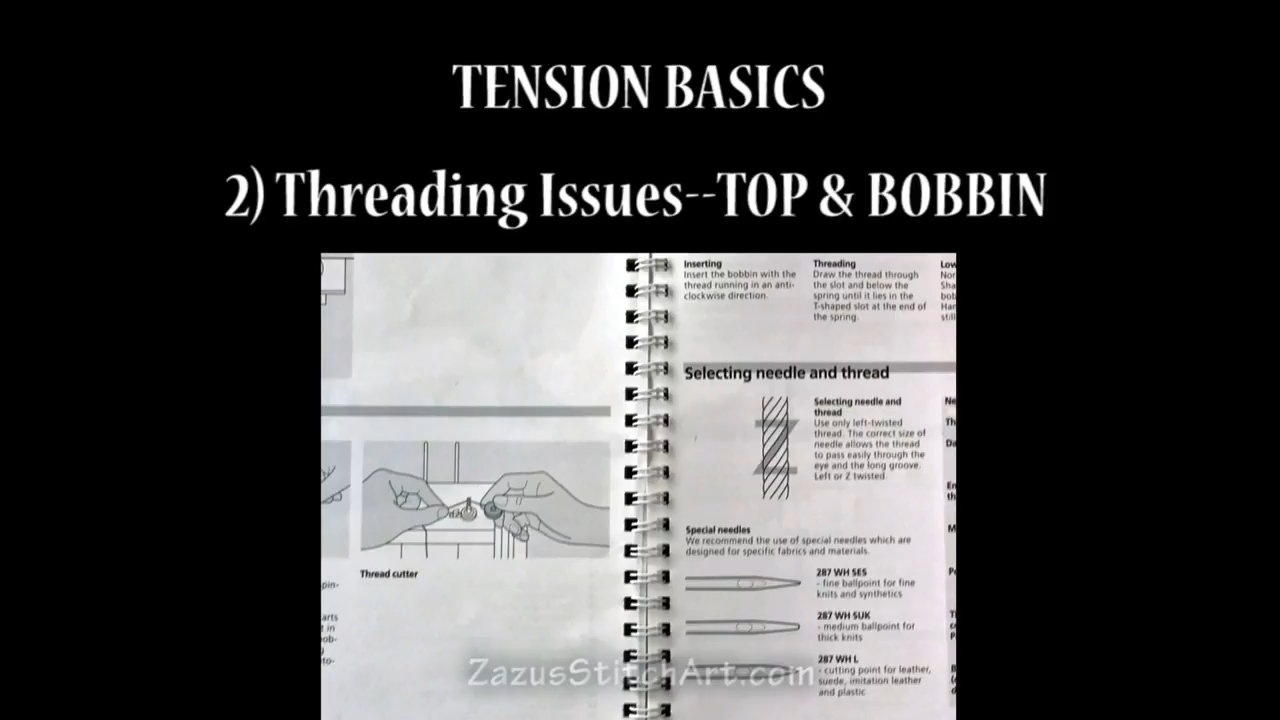 TENSION BASICS
2) Threading Issues--TOP & BOBBIN
Inserting
Insert the bobbin with the
thread running in an anti-
clockwise direction.
Threading
Draw the thread through
the slot and below the
spring until it lies in the
T-shaped slot at the end of
the spring.
Selecting needle and thread
Selecting needle and
thread
Use only left-twisted
thread. The correct size of
needle allows the thread
to pass easily through the
eye and the long groove.
Left or Z twisted
Special needles
We recommend the use of special needles which are
designed for specific fabrics and materials.
287 WH SES
- fine ballpoint for fine
knits and synthetics
287 WH SUK
- medium ballpoint for
thick knits
287 WH L
- cutting point for leather,
suede, imitation leather
and plastic
Thread cutter
ZazusStitchArt.com